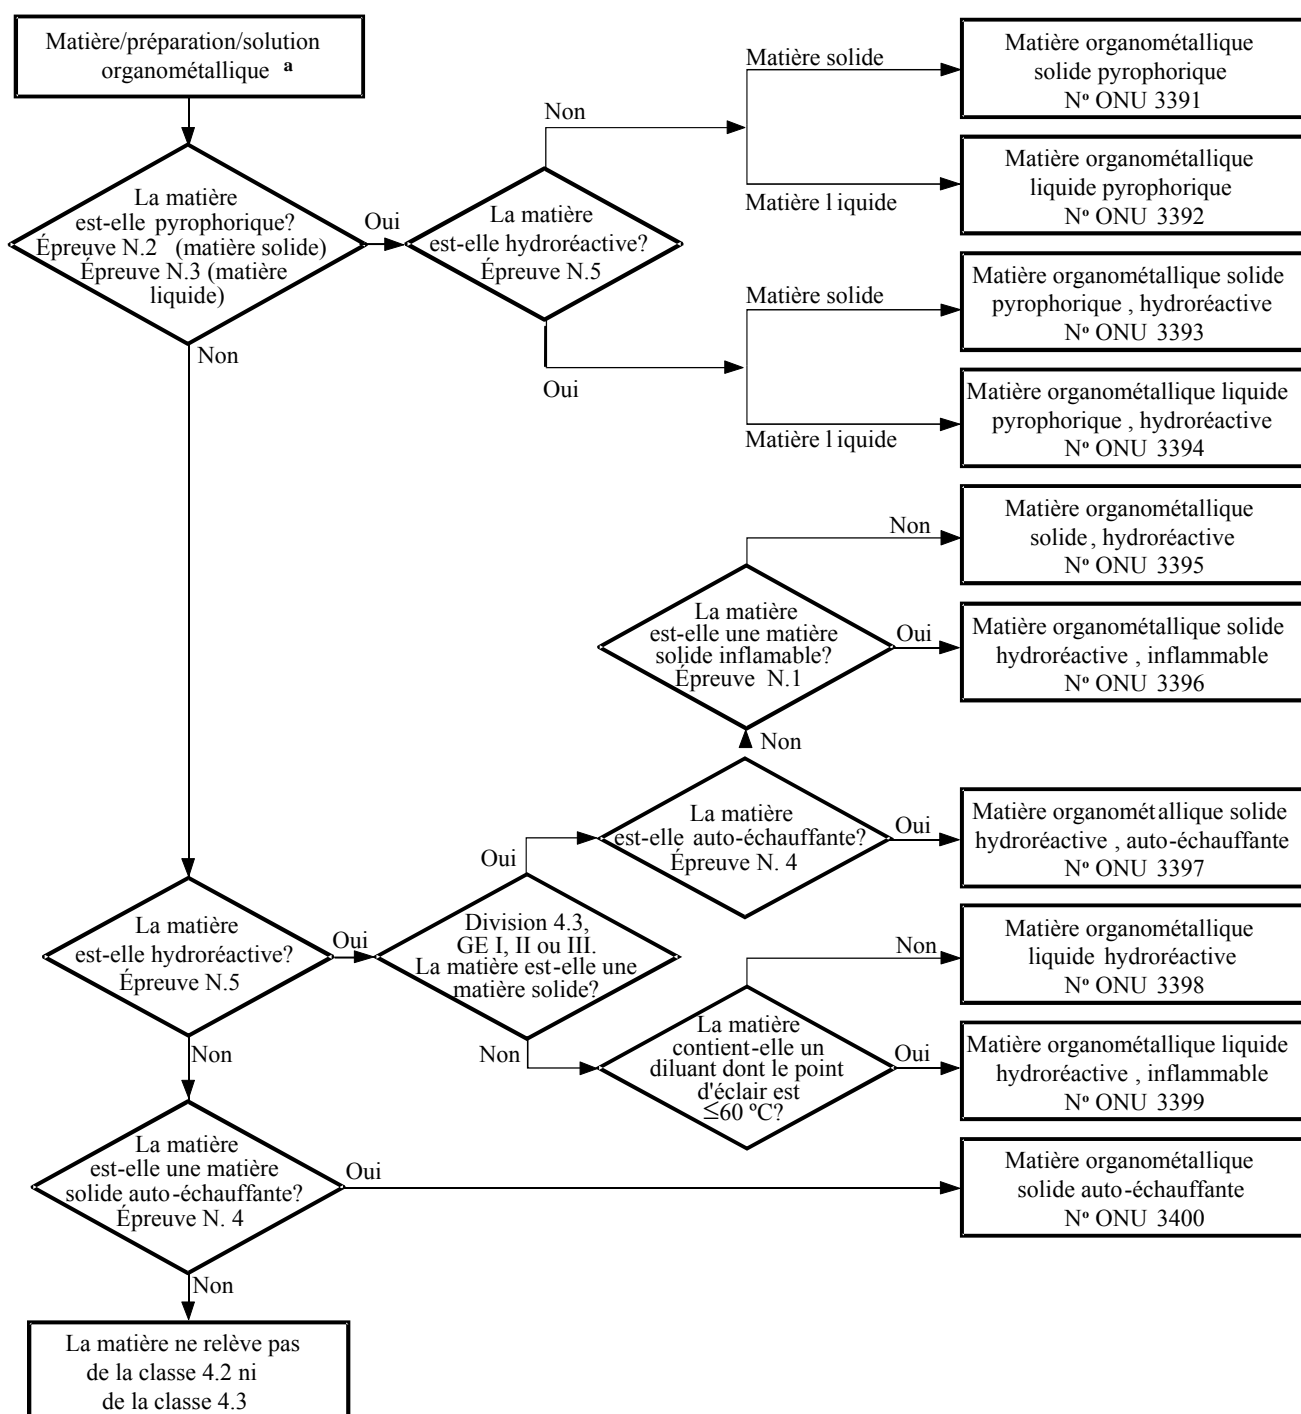 Matière/préparation/solution
organométallique a
La matière
est-elle pyrophorique?
Épreuve N.2 (matière solide)
Épreuve N.3 (matière
liquide)
Oui
Non
La matière
est-elle hydroréactive?
Épreuve N.5
Non
Oui
Matière solide
Matière liquide
Matière solide
Matière liquide
Matière organométallique
solide pyrophorique
Nº ONU 3391
Matière organométallique
liquide pyrophorique
Nº ONU 3392
Matière organométallique solide
pyrophorique , hydroréactive
Nº ONU 3393
Matière organométallique liquide
pyrophorique , hydroréactive
Nº ONU 3394
Non
Matière organométallique
solide, hydroréactive
Nº ONU 3395
La matière
est-elle une matière
solide inflamable?
Épreuve N.1
Oui
Matière organométallique solide
hydroréactive , inflammable
Nº ONU 3396
Non
La matière
est-elle auto-échauffante?
Épreuve N. 4
Oui
Matière organométallique solide
hydroréactive , auto-échauffante
Nº ONU 3397
Oui
La matière
est-elle hydroréactive?
Épreuve N.5
Oui
Division 4.3,
GE I, II ou III.
La matière est-elle une
matière solide?
Non
Non
Matière organométallique
liquide hydroréactive
Nº ONU 3398
La matière
contient-elle un
diluant dont le point
d'éclair est
≤60 ºC?
Oui
Matière organométallique liquide
hydroréactive , inflammable
Nº ONU 3399
Non
La matière
est-elle une matière
solide auto-échauffante?
Épreuve N. 4
Oui
Matière organométallique
solide auto-échauffante
Nº ONU 3400
Non
La matière ne relève pas
de la classe 4.2 ni
de la classe 4.3